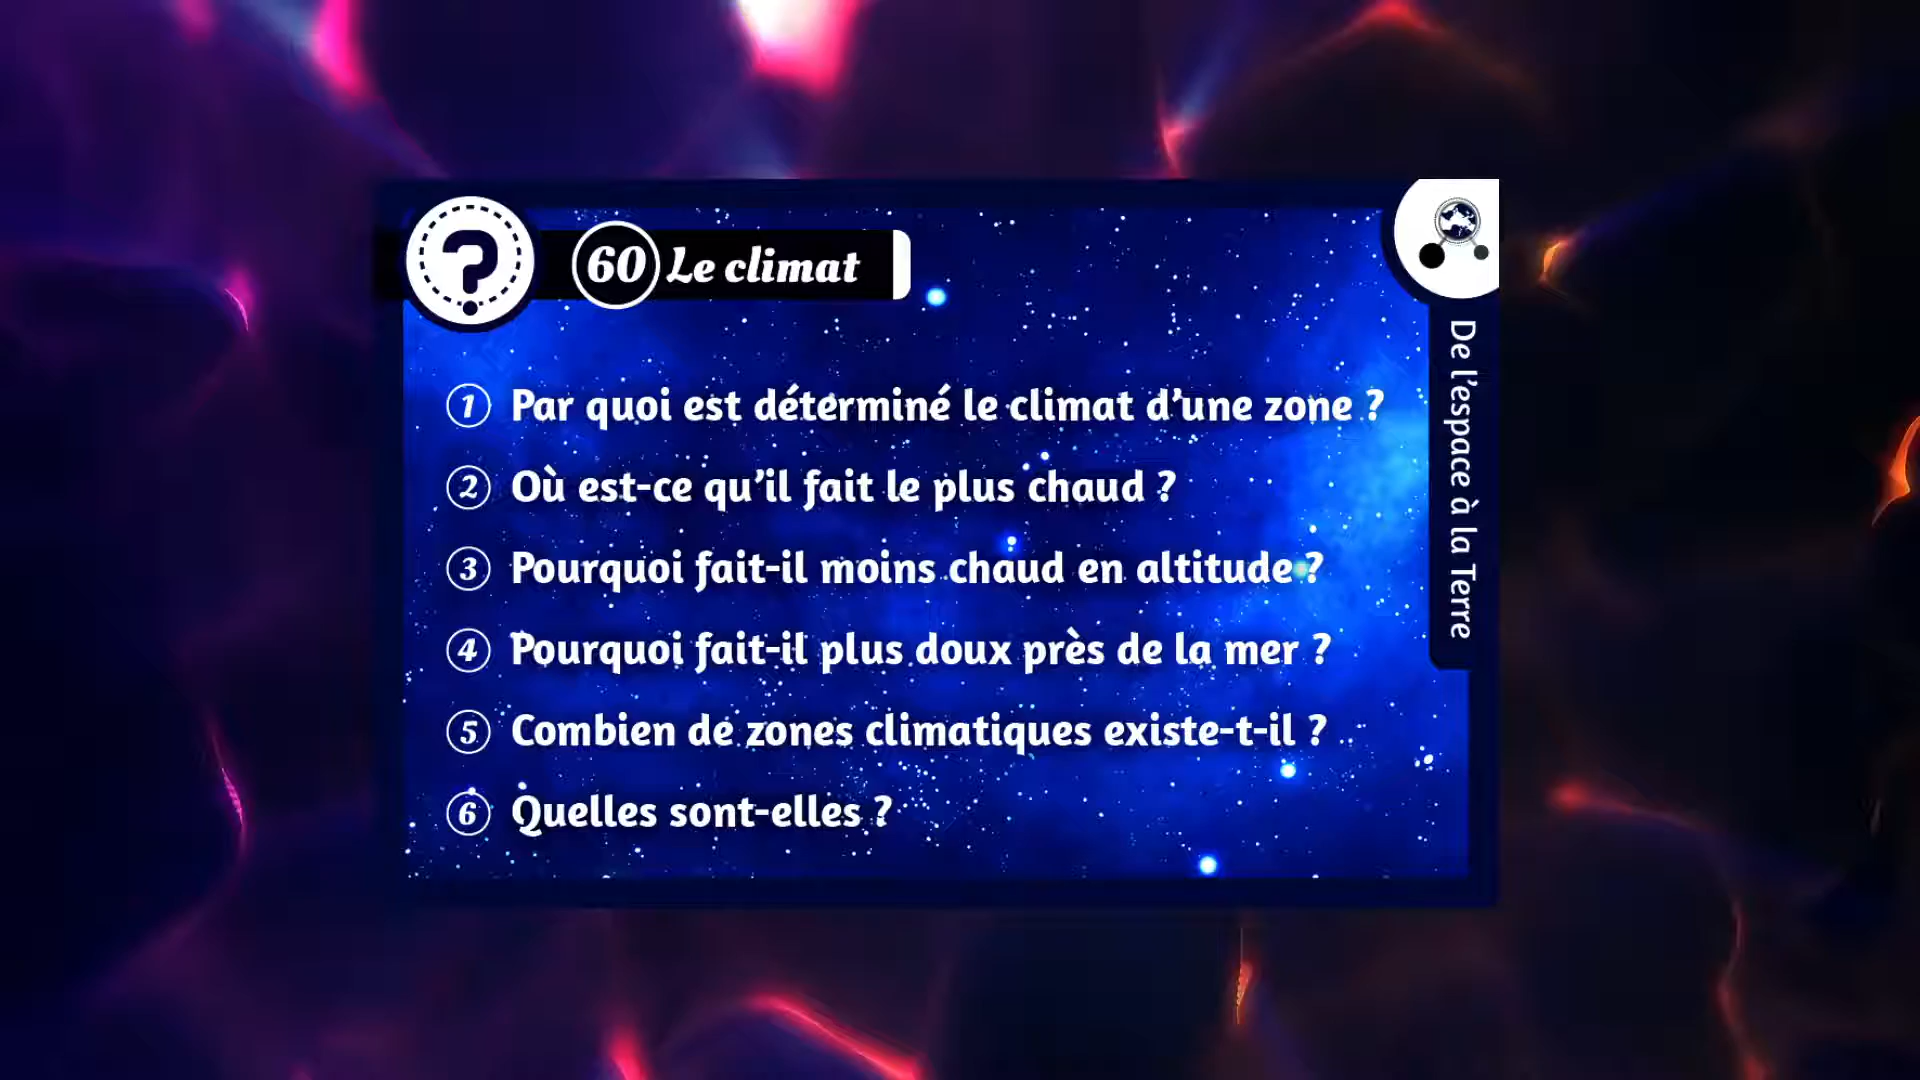 ?
60 Le climat
1 Par quoi est déterminé le climat d’une zone ?
2 Où est-ce qu’il fait le plus chaud ?
3 Pourquoi fait-il moins chaud en altitude ?
4 Pourquoi fait-il plus doux près de la mer ?
5 Combien de zones climatiques existe-t-il ?
6 Quelles sont-elles ?
De l’espace à la Terre